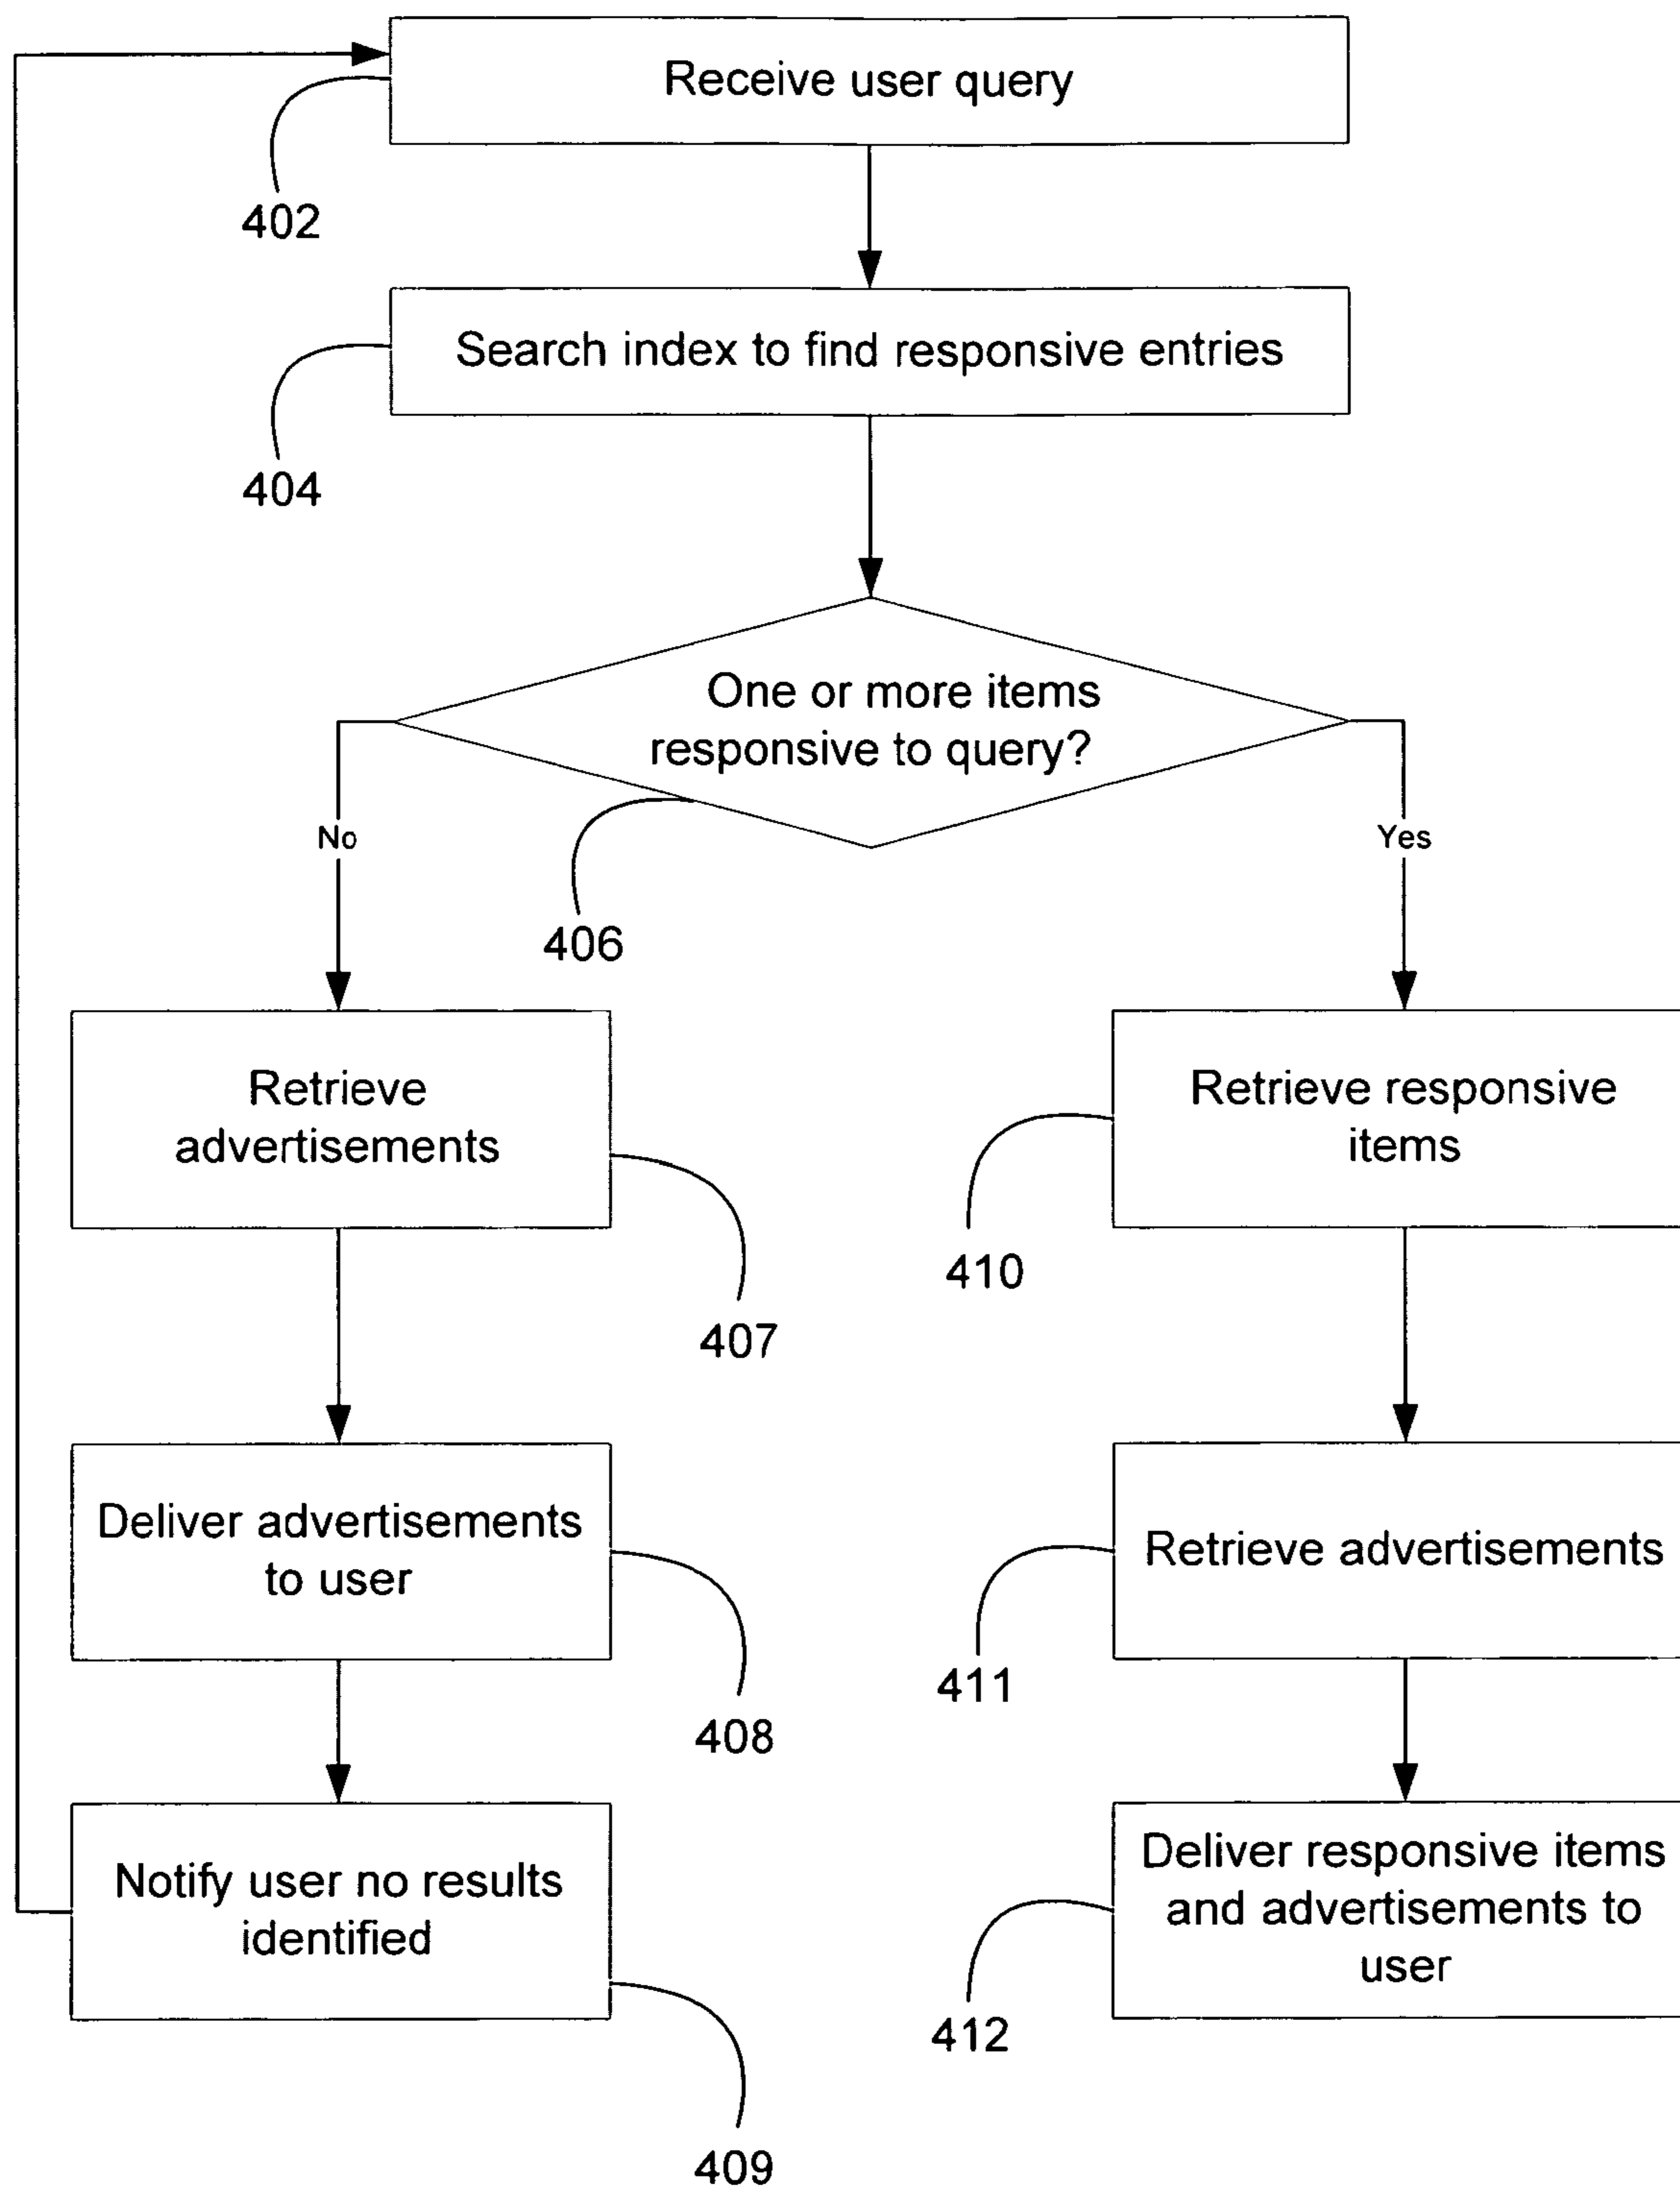 Receive user query
402
Search index to find responsive entries
404
One or more items
responsive to query?
No
Yes
406
Retrieve
advertisements
407
Retrieve responsive
items
410
Deliver advertisements
to user
408
Retrieve advertisements
411
Notify user no results
identified
409
Deliver responsive items
and advertisements to
user
412